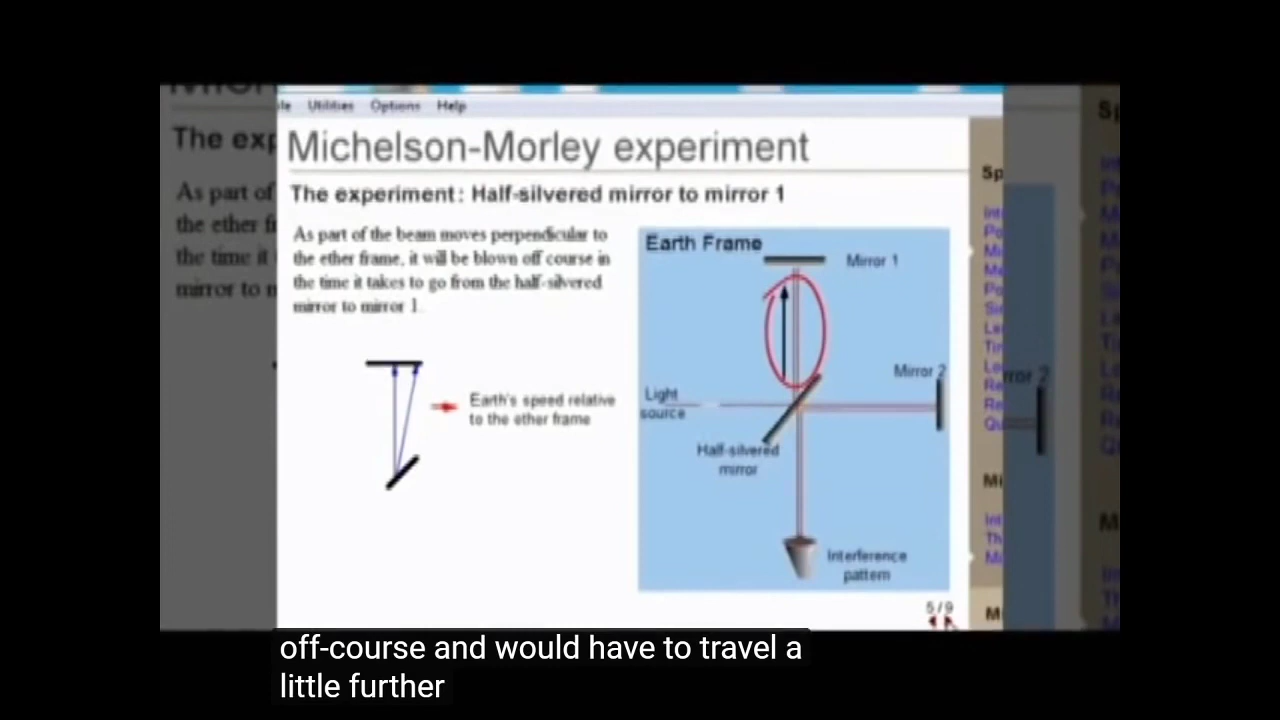 Utilities Options Help
Michelson-Morley experiment
The experiment: Half-silvered mirror to mirror 1
As part of the beam moves perpendicular to
the ether frame, it will be blown off course in
the time it takes to go from the half-silvered
mirror to mirror 1.
Earth's speed relative
to the ether frame
Earth Frame
Mirror 1
Mirror 2
Light
source
Half-silvered
mirror
Interference
pattern
5/9
The exp
As part of
the ether fr
the time it
mirror to n
off-course and would have to travel a
little further